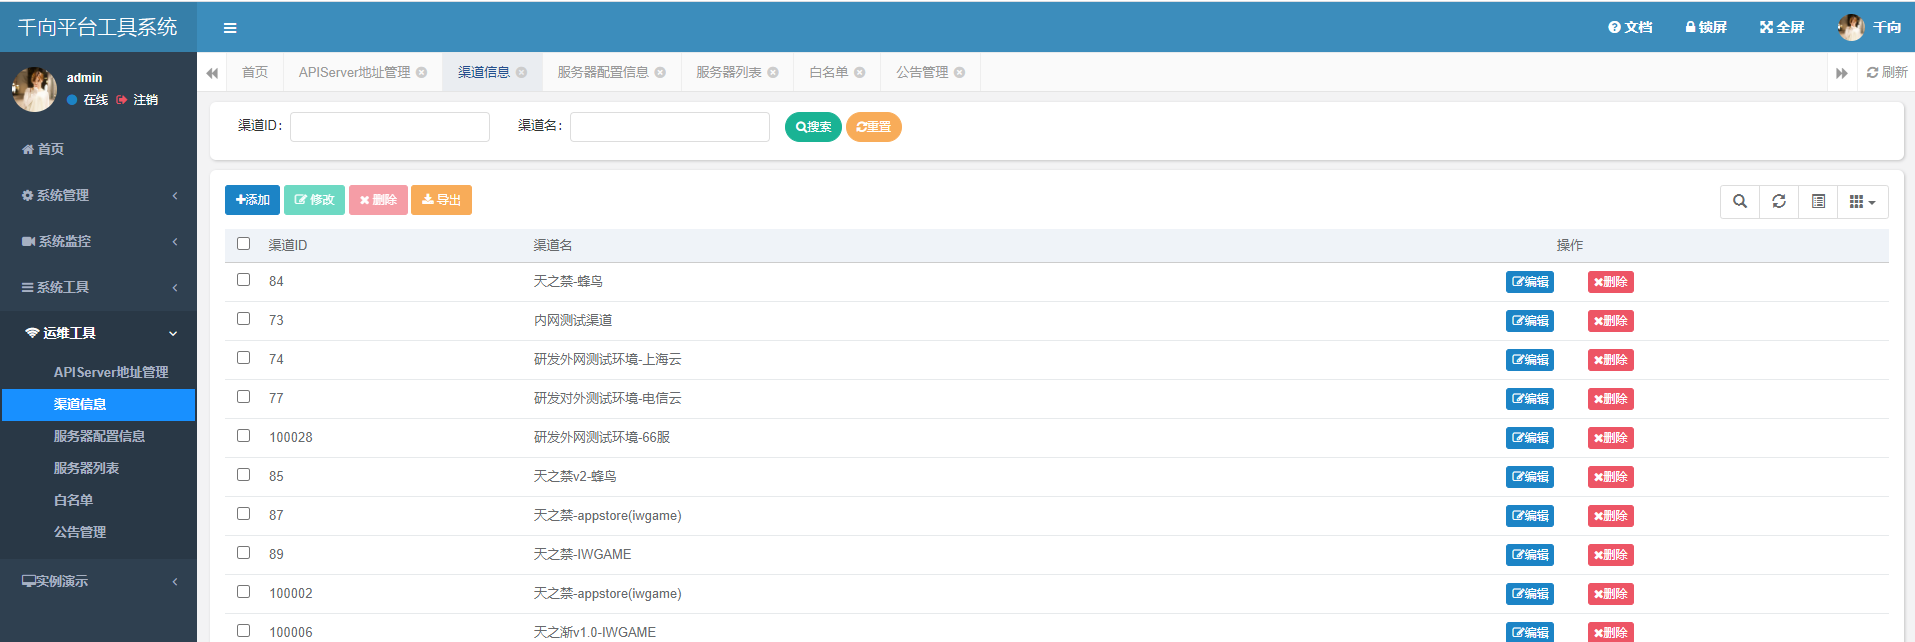 千向平台工具系统
文档 锁屏 全屏 千向
admin
在线 注销
首页 APIServer地址管理 渠道信息 服务器配置信息 服务器列表 白名单 公告管理 刷新
首页
系统管理
系统监控
系统工具
运维工具
APIServer地址管理
渠道信息
服务器配置信息
服务器列表
白名单
公告管理
实例演示
渠道ID： 渠道名： 搜索 重置
添加 修改 删除 导出
渠道ID 渠道名 操作
84 天之禁-蜂鸟 编辑 删除
73 内网测试渠道 编辑 删除
74 研发外网测试环境-上海云 编辑 删除
77 研发对外测试环境-电信云 编辑 删除
100028 研发外网测试环境-66服 编辑 删除
85 天之禁v2-蜂鸟 编辑 删除
87 天之禁-appstore(iwgame) 编辑 删除
89 天之禁-IWGAME 编辑 删除
100002 天之禁-appstore(iwgame) 编辑 删除
100006 天之渐v1.0-IWGAME 编辑 删除